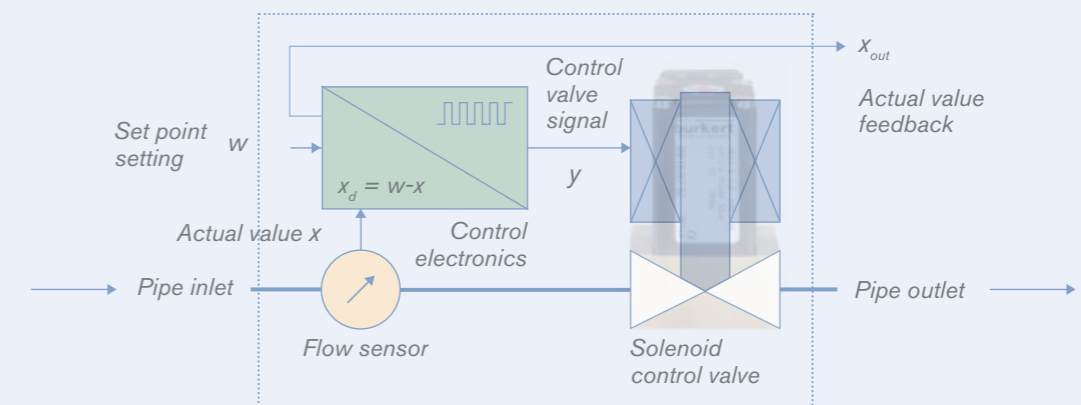 x_out
Control
valve
signal
Actual value
feedback
Set point
setting
w
x_d = w-x
y
Actual value x
Control
electronics
Pipe inlet
Pipe outlet
Flow sensor
Solenoid
control valve
burkert